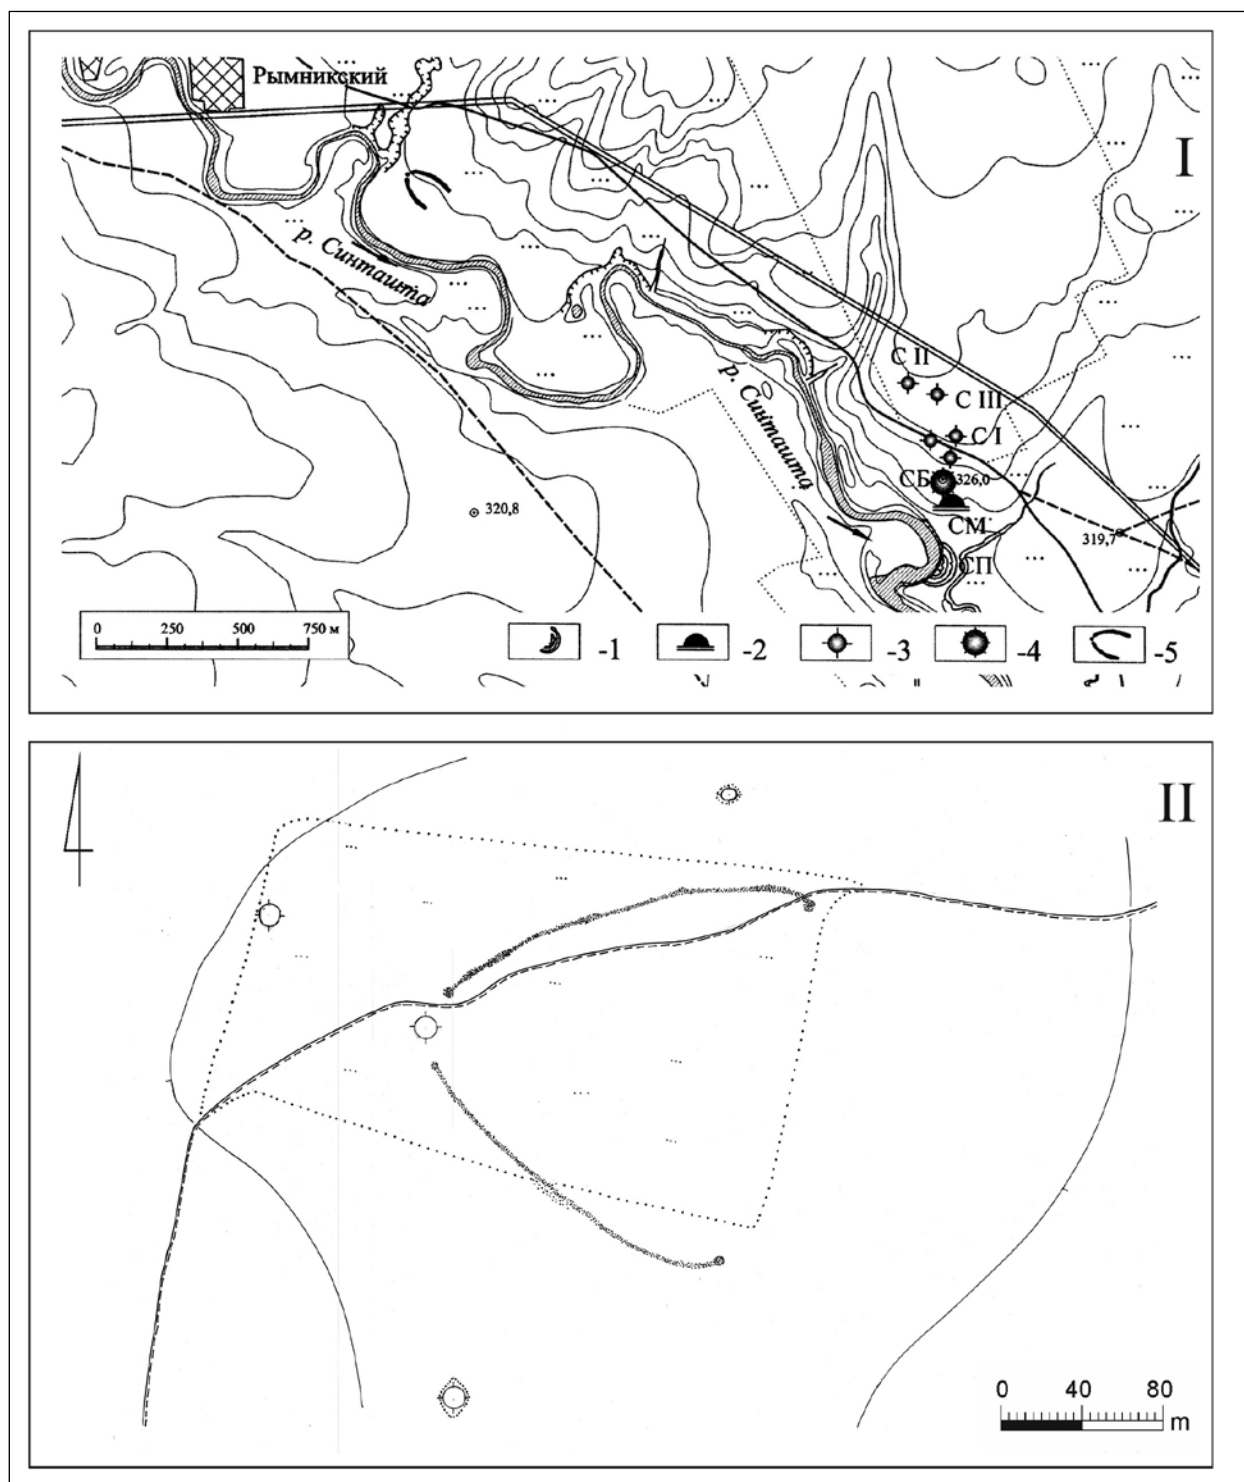 Рымникский
I
р. Синташта
р. Синташта
С II
С III
С I
СБ
326,0
СМ
СП
320,8
319,7
0 250 500 750 м
-1
-2
-3
-4
-5
II
0 40 80
m